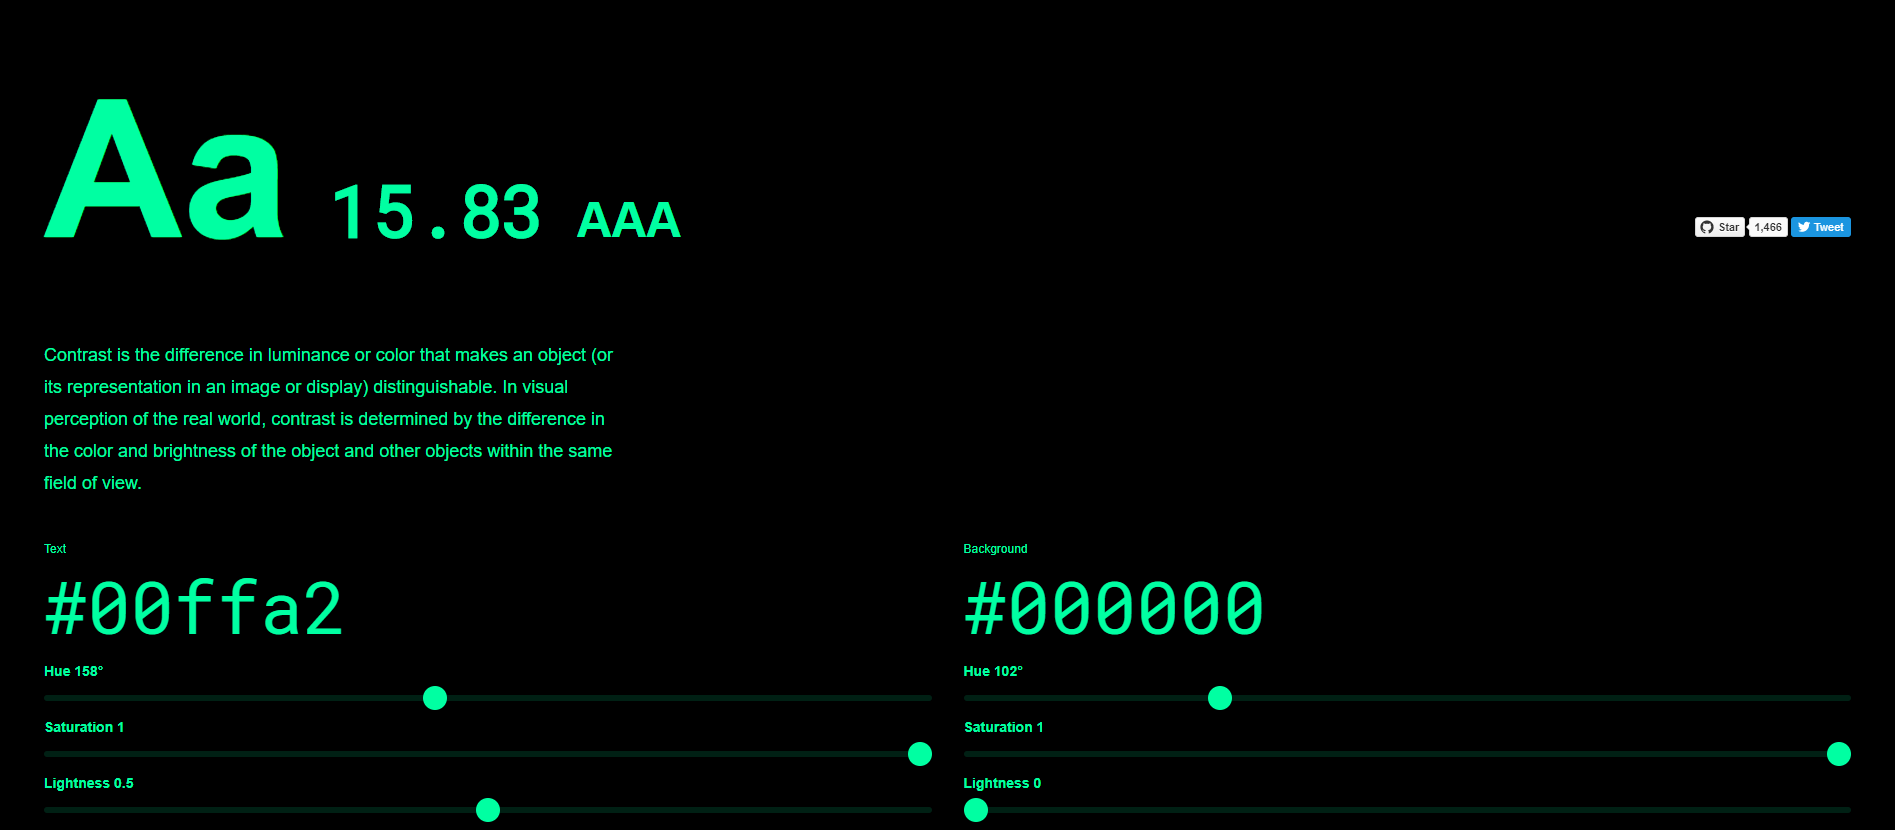 Aa 15.83 AAA
Star 1,466 Tweet
Contrast is the difference in luminance or color that makes an object (or
its representation in an image or display) distinguishable. In visual
perception of the real world, contrast is determined by the difference in
the color and brightness of the object and other objects within the same
field of view.
Text
#00ffa2
Hue 158°
Saturation 1
Lightness 0.5
Background
#000000
Hue 102°
Saturation 1
Lightness 0